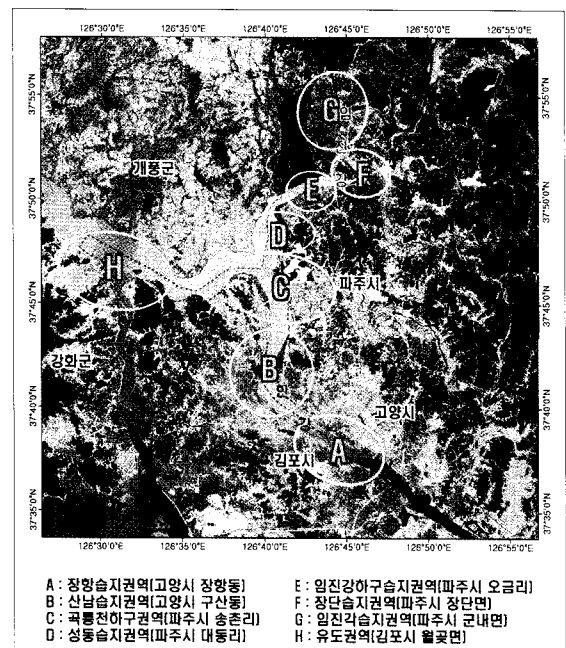 126°30'0"E 126°35'0"E 126°40'0"E 126°45'0"E 126°50'0"E 126°55'0"E
37°55'0"N 37°55'0"N
G
F
개풍군
E
37°50'0"N 37°50'0"N
D
H
C
파주시
37°45'0"N 37°45'0"N
강화군
B
37°40'0"N 37°40'0"N
고양시
강
김포시
A
37°35'0"N 37°35'0"N
126°30'0"E 126°35'0"E 126°40'0"E 126°45'0"E 126°50'0"E 126°55'0"E
A : 장항습지권역(고양시 장항동)
B : 산남습지권역(고양시 구산동)
C : 곡릉천하구권역(파주시 송촌리)
D : 성동습지권역(파주시 대동리)
E : 임진강하구습지권역(파주시 오금리)
F : 장단습지권역(파주시 장단면)
G : 임진각습지권역(파주시 군내면)
H : 유도권역(김포시 월곶면)